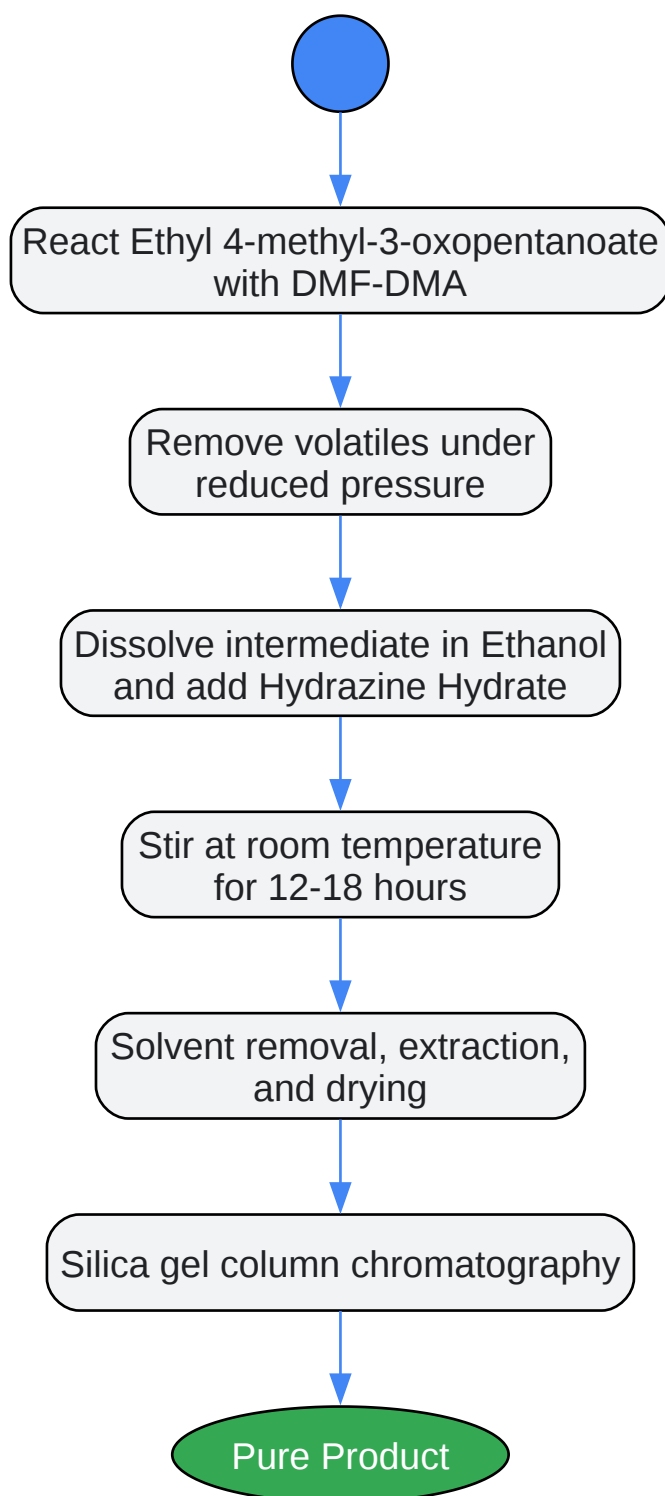 React Ethyl 4-methyl-3-oxopentanoate
with DMF-DMA
Remove volatiles under
reduced pressure
Dissolve intermediate in Ethanol
and add Hydrazine Hydrate
Stir at room temperature
for 12-18 hours
Solvent removal, extraction,
and drying
Silica gel column chromatography
Pure Product